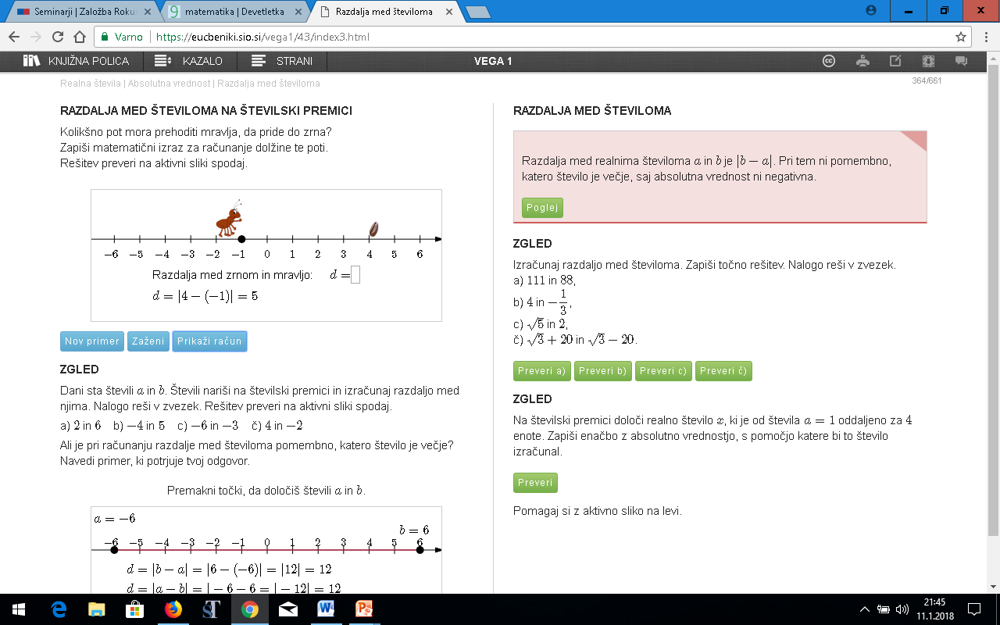 Seminarji | Založba Rokus
matematika | Devetletka
Razdalja med številoma
Varno
https://eucbeniki.sio.si/vega1/43/index3.html
KNJIŽNA POLICA
KAZALO
STRANI
VEGA 1
Realna števila | Absolutna vrednost | Razdalja med številoma
364/661
RAZDALJA MED ŠTEVILOMA NA ŠTEVILSKI PREMICI
Kolikšno pot mora prehoditi mravlja, da pride do zrna?
Zapiši matematični izraz za računanje dolžine te poti.
Rešitev preveri na aktivni sliki spodaj.
−6 −5 −4 −3 −2 −1 0 1 2 3 4 5 6
Razdalja med zrnom in mravljo: d =
d = |4 − (−1)| = 5
Nov primer Zaženi Prikaži račun
ZGLED
Dani sta števili a in b. Števili nariši na številski premici in izračunaj razdaljo med
njima. Nalogo reši v zvezek. Rešitev preveri na aktivni sliki spodaj.
a) 2 in 6 b) −4 in 5 c) −6 in −3 č) 4 in −2
Ali je pri računanju razdalje med številoma pomembno, katero število je večje?
Navedi primer, ki potrjuje tvoj odgovor.
Premakni točki, da določiš števili a in b.
a = −6
b = 6
−6 −5 −4 −3 −2 −1 0 1 2 3 4 5 6
d = |b − a| = |6 − (−6)| = |12| = 12
d = |a − b| = | − 6 − 6 = | − 12| = 12
RAZDALJA MED ŠTEVILOMA
Razdalja med realnima številoma a in b je |b − a|. Pri tem ni pomembno,
katero število je večje, saj absolutna vrednost ni negativna.
Poglej
ZGLED
Izračunaj razdaljo med številoma. Zapiši točno rešitev. Nalogo reši v zvezek.
a) 111 in 88,
b) 4 in −1/3,
c) √5 in 2,
č) √3 + 20 in √3 − 20.
Preveri a) Preveri b) Preveri c) Preveri č)
ZGLED
Na številski premici določi realno število x, ki je od števila a = 1 oddaljeno za 4
enote. Zapiši enačbo z absolutno vrednostjo, s pomočjo katere bi to število
izračunal.
Preveri
Pomagaj si z aktivno sliko na levi.
21:45
11.1.2018